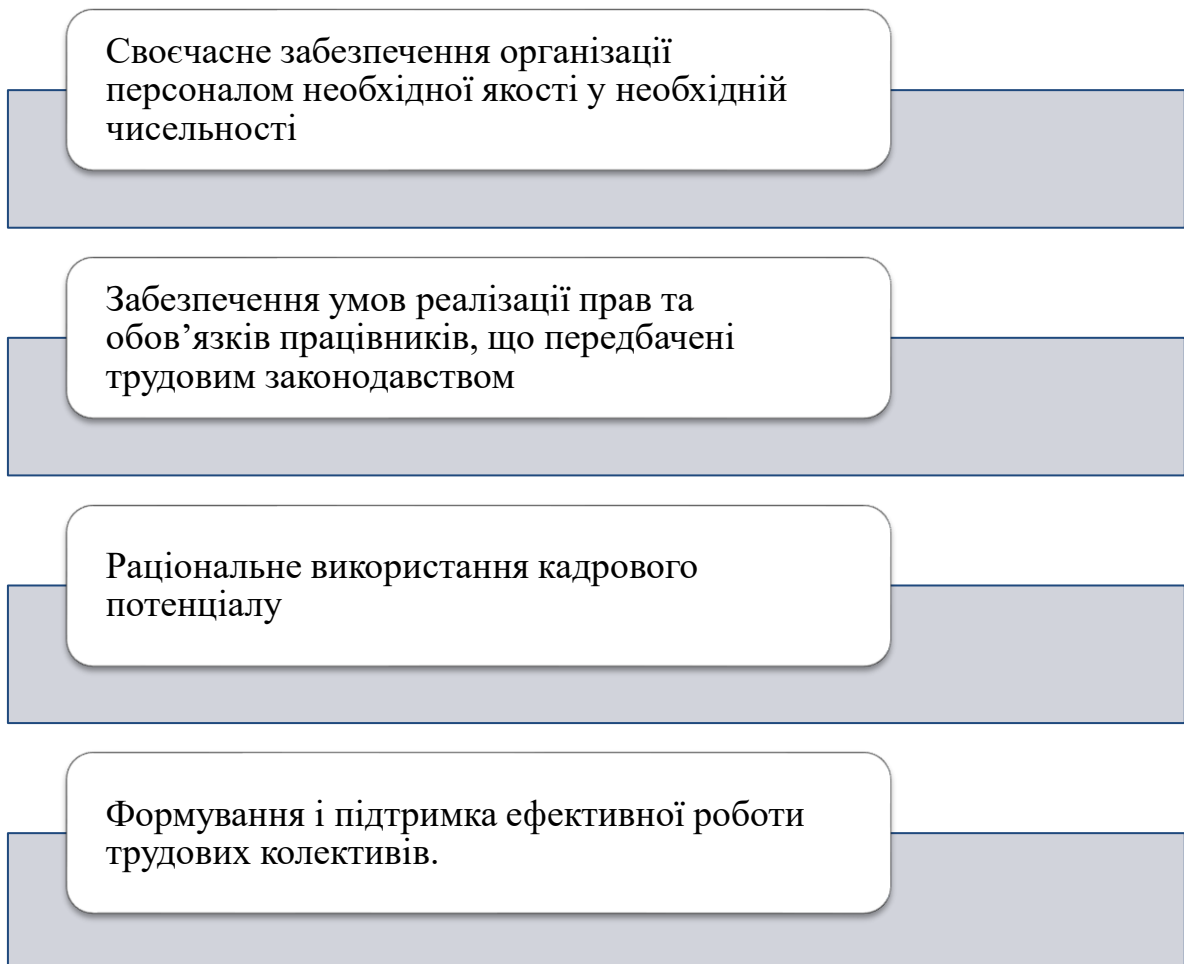 Своєчасне забезпечення організації
персоналом необхідної якості у необхідній
чисельності
Забезпечення умов реалізації прав та
обов’язків працівників, що передбачені
трудовим законодавством
Раціональне використання кадрового
потенціалу
Формування і підтримка ефективної роботи
трудових колективів.